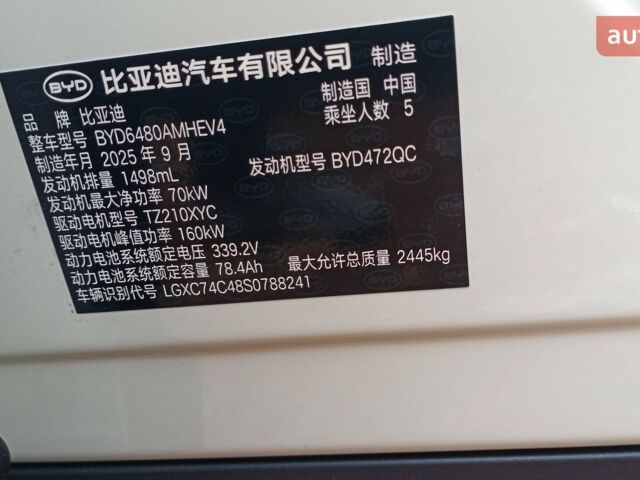 auto
BYD 比亚迪汽车有限公司 制造
品 牌 比亚迪 制造国 中国
整车型号 BYD6480AMHEV4 乘坐人数 5
制造年月 2025 年 9 月
发动机排量 1498mL 发动机型号 BYD472QC
发动机最大净功率 70kW
驱动电机型号 TZ210XYC
驱动电机峰值功率 160kW
动力电池系统额定电压 339.2V
动力电池系统额定容量 78.4Ah 最大允许总质量 2445kg
车辆识别代号 LGXC74C48S0788241